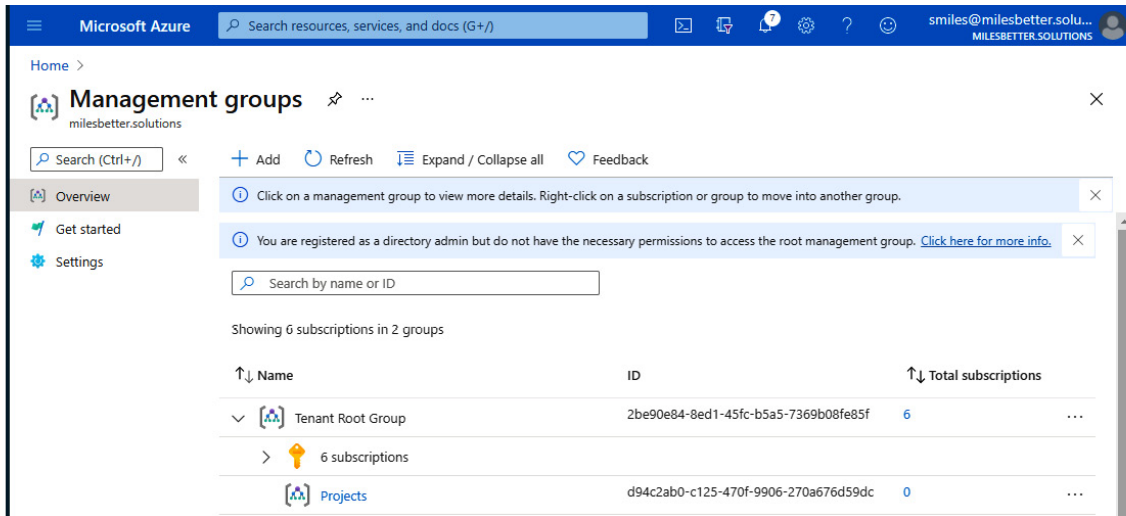 Microsoft Azure
Search resources, services, and docs (G+/)
7
smiles@milesbetter.solu...
MILESBETTER.SOLUTIONS
Home >
Management groups
milesbetter.solutions
Search (Ctrl+/)
Add
Refresh
Expand / Collapse all
Feedback
Overview
Get started
Settings
Click on a management group to view more details. Right-click on a subscription or group to move into another group.
You are registered as a directory admin but do not have the necessary permissions to access the root management group. Click here for more info.
Search by name or ID
Showing 6 subscriptions in 2 groups
Name ID Total subscriptions
Tenant Root Group 2be90e84-8ed1-45fc-b5a5-7369b08fe85f 6
6 subscriptions
Projects d94c2ab0-c125-470f-9906-270a676d59dc 0